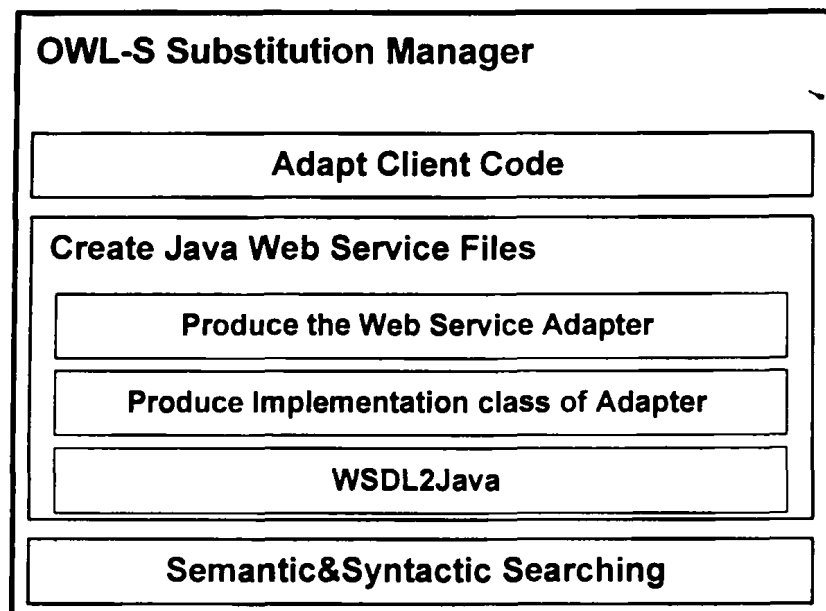 OWL-S Substitution Manager
Adapt Client Code
Create Java Web Service Files
Produce the Web Service Adapter
Produce Implementation class of Adapter
WSDL2Java
Semantic&Syntactic Searching